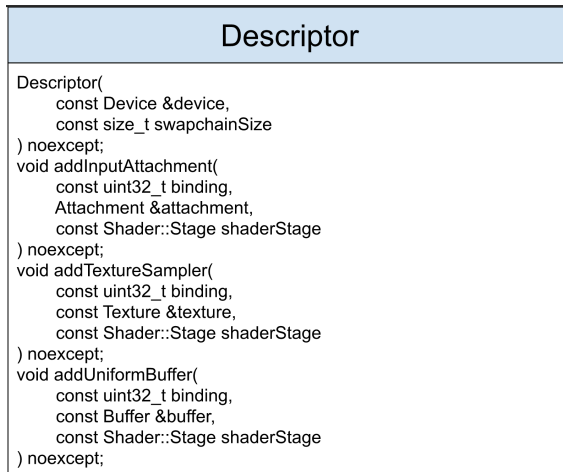 Descriptor
Descriptor(
const Device &device,
const size_t swapchainSize
) noexcept;
void addInputAttachment(
const uint32_t binding,
Attachment &attachment,
const Shader::Stage shaderStage
) noexcept;
void addTextureSampler(
const uint32_t binding,
const Texture &texture,
const Shader::Stage shaderStage
) noexcept;
void addUniformBuffer(
const uint32_t binding,
const Buffer &buffer,
const Shader::Stage shaderStage
) noexcept;